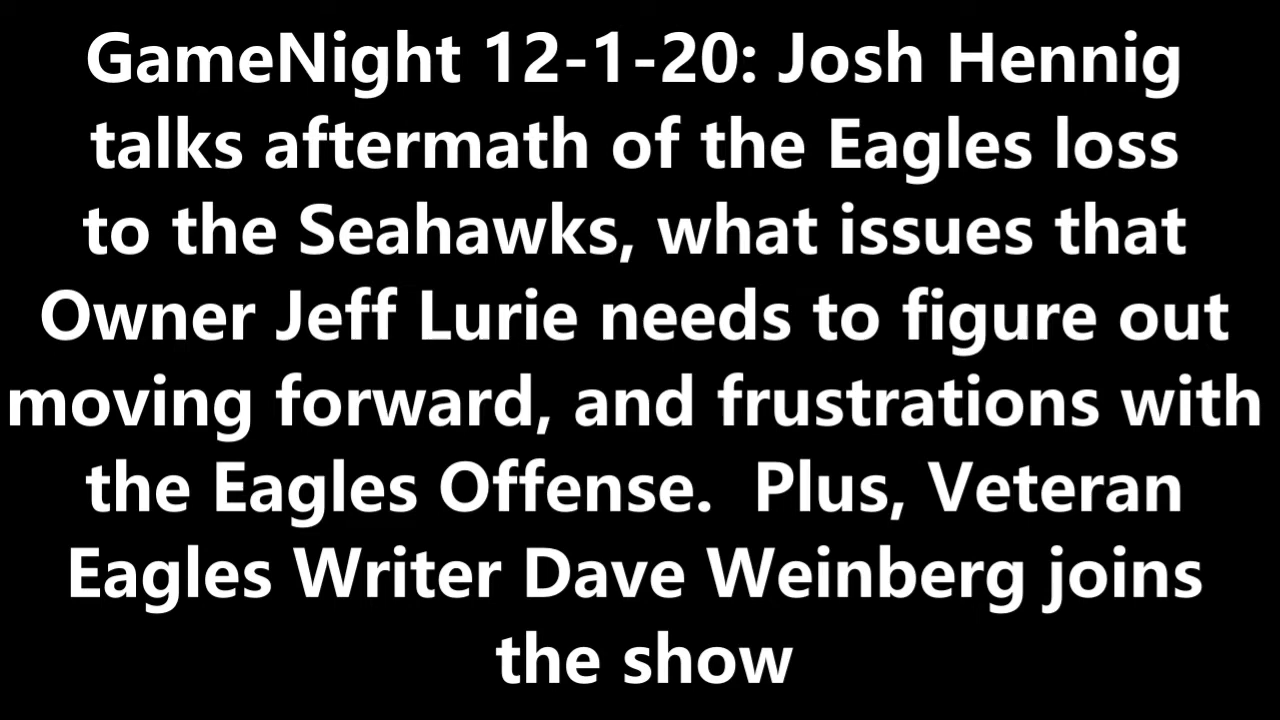 GameNight 12-1-20: Josh Hennig
talks aftermath of the Eagles loss
to the Seahawks, what issues that
Owner Jeff Lurie needs to figure out
moving forward, and frustrations with
the Eagles Offense.  Plus, Veteran
Eagles Writer Dave Weinberg joins
the show